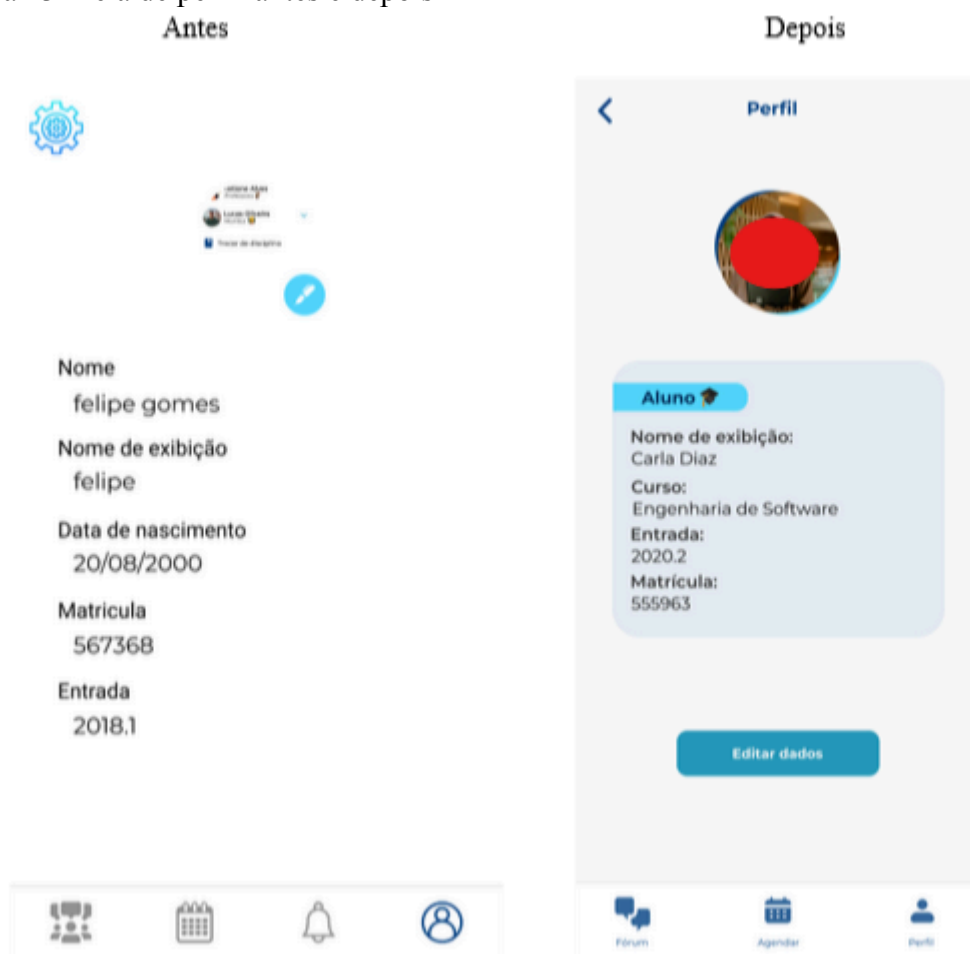 Antes
felipe gomes
Nome
Nome de exibição
felipe
Data de nascimento
20/08/2000
Matricula
567368
Entrada
2018.1
Depois
Perfil
Aluno 🎓
Nome de exibição:
Carla Diaz
Curso:
Engenharia de Software
Entrada:
2020.2
Matrícula:
555963
Editar dados
Fórum
Agendar
Perfil